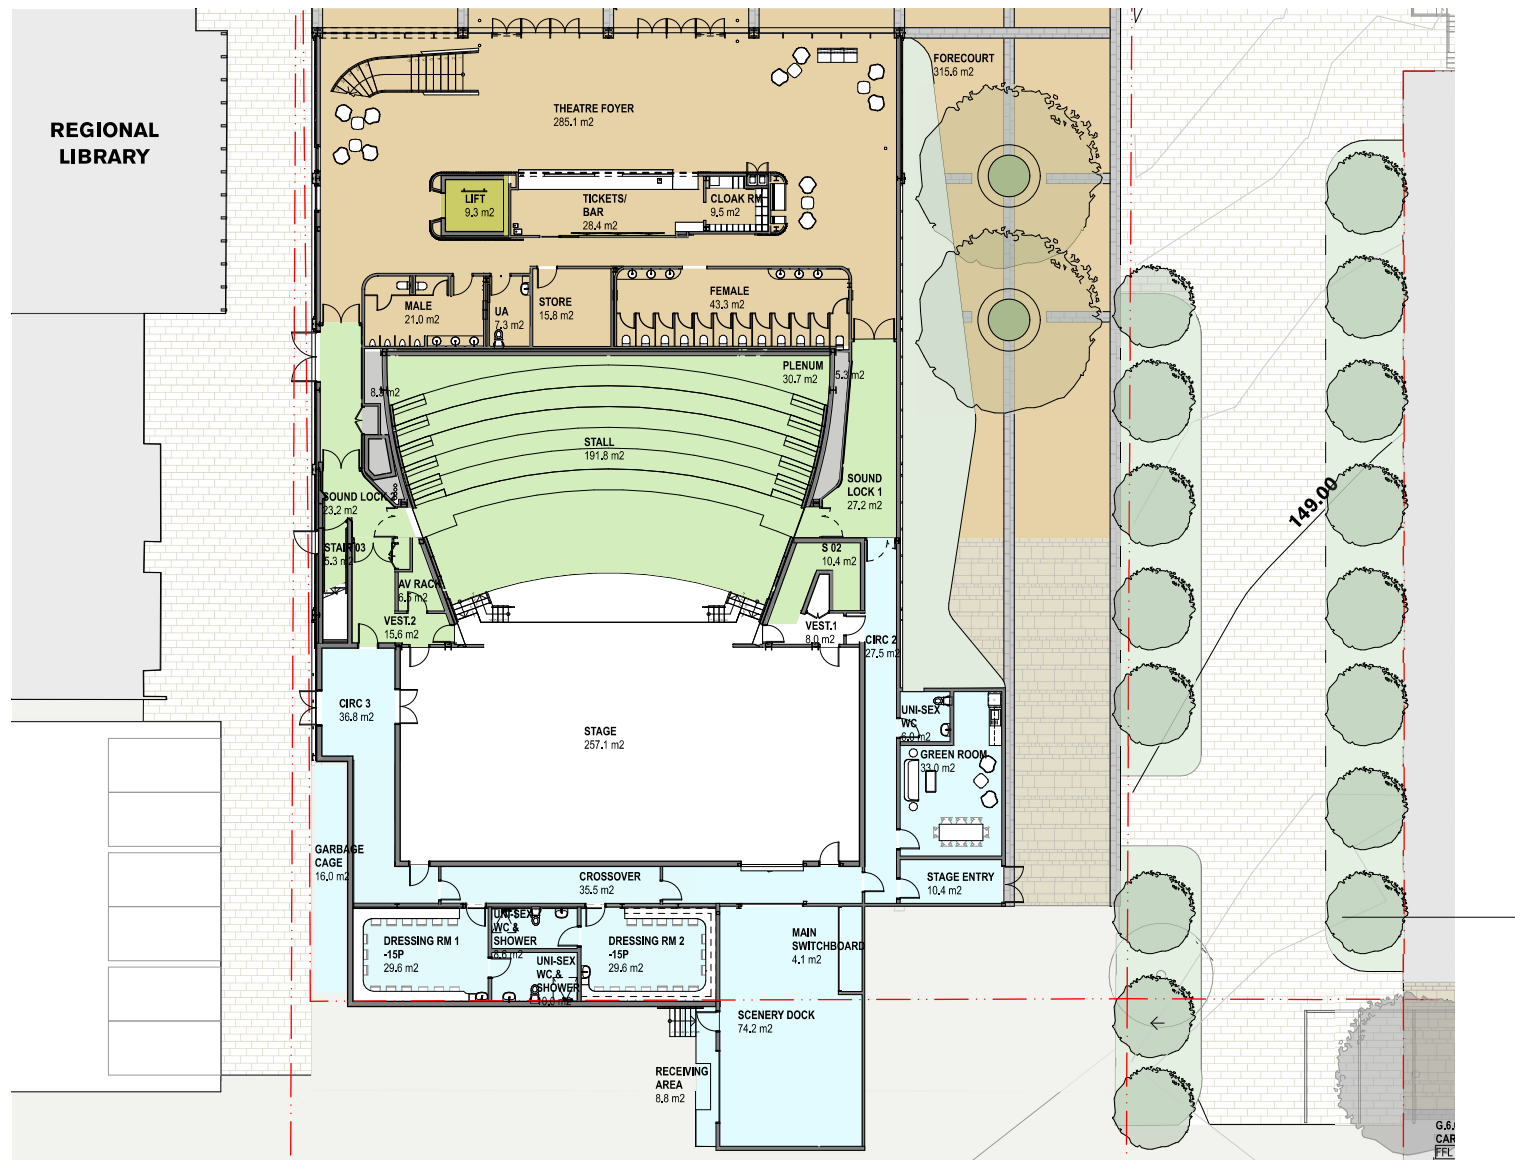 REGIONAL
LIBRARY
FORECOURT
315.6 m2
THEATRE FOYER
285.1 m2
LIFT
9.3 m2
TICKETS/
BAR
28.4 m2
CLOAK RM
9.5 m2
MALE
21.0 m2
UA
7.3 m2
STORE
15.8 m2
FEMALE
43.3 m2
PLENUM
30.7 m2
5.3 m2
STALL
191.8 m2
SOUND
LOCK 1
27.2 m2
SOUND LOCK 2
23.2 m2
149.00
STAIR 03
5.3 m2
S 02
10.4 m2
AV RACK
VEST.2
15.6 m2
VEST.1
8.0 m2
CIRC 2
27.5 m2
CIRC 3
36.8 m2
STAGE
257.1 m2
UNI-SEX
WC
GREEN ROOM
33.0 m2
GARBAGE
CAGE
16.0 m2
CROSSOVER
35.5 m2
STAGE ENTRY
10.4 m2
DRESSING RM 1
-15P
29.6 m2
UNI-SEX
WC &
SHOWER
UNI-SEX
WC &
SHOWER
DRESSING RM 2
-15P
29.6 m2
MAIN
SWITCHBOARD
4.1 m2
SCENERY DOCK
74.2 m2
RECEIVING
AREA
8.8 m2
CAR
FFL